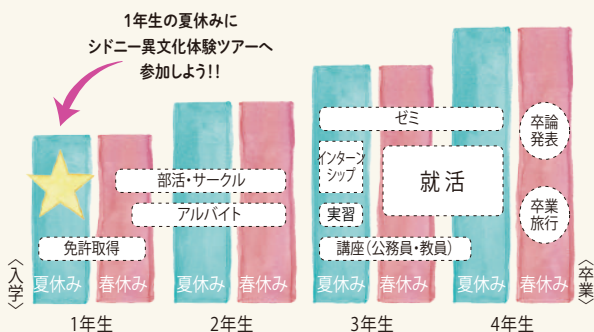 1年生の夏休みに
シドニー異文化体験ツアーへ
参加しよう!!
ゼミ
卒論
発表
インターン
シップ
就活
部活・サークル
アルバイト
実習
卒業
旅行
免許取得
講座(公務員・教員)
〈入学〉
夏休み
春休み
夏休み
春休み
夏休み
春休み
夏休み
春休み
〈卒業〉
1年生
2年生
3年生
4年生